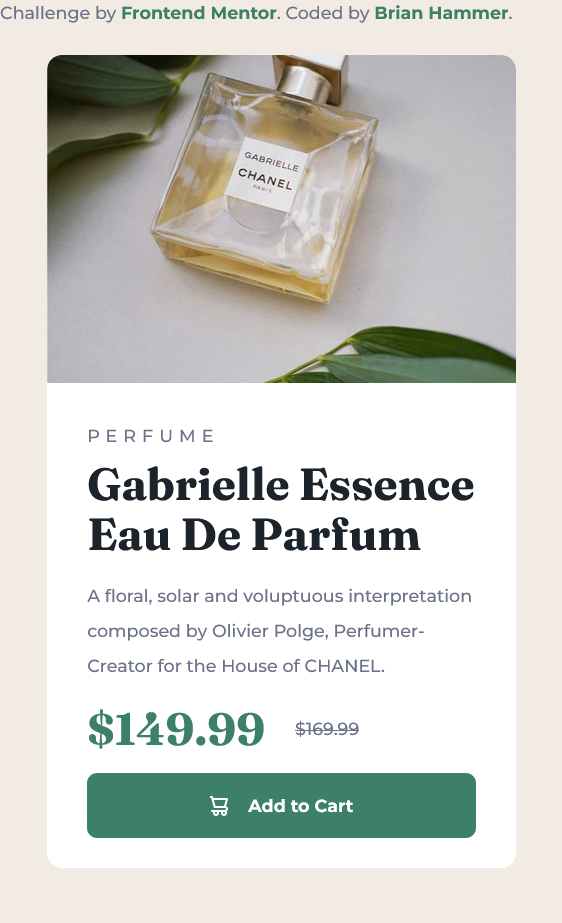 Challenge by Frontend Mentor. Coded by Brian Hammer.
GABRIELLE
CHANEL
PARIS
PERFUME
Gabrielle Essence
Eau De Parfum
A floral, solar and voluptuous interpretation
composed by Olivier Polge, Perfumer-
Creator for the House of CHANEL.
$149.99 $169.99
Add to Cart